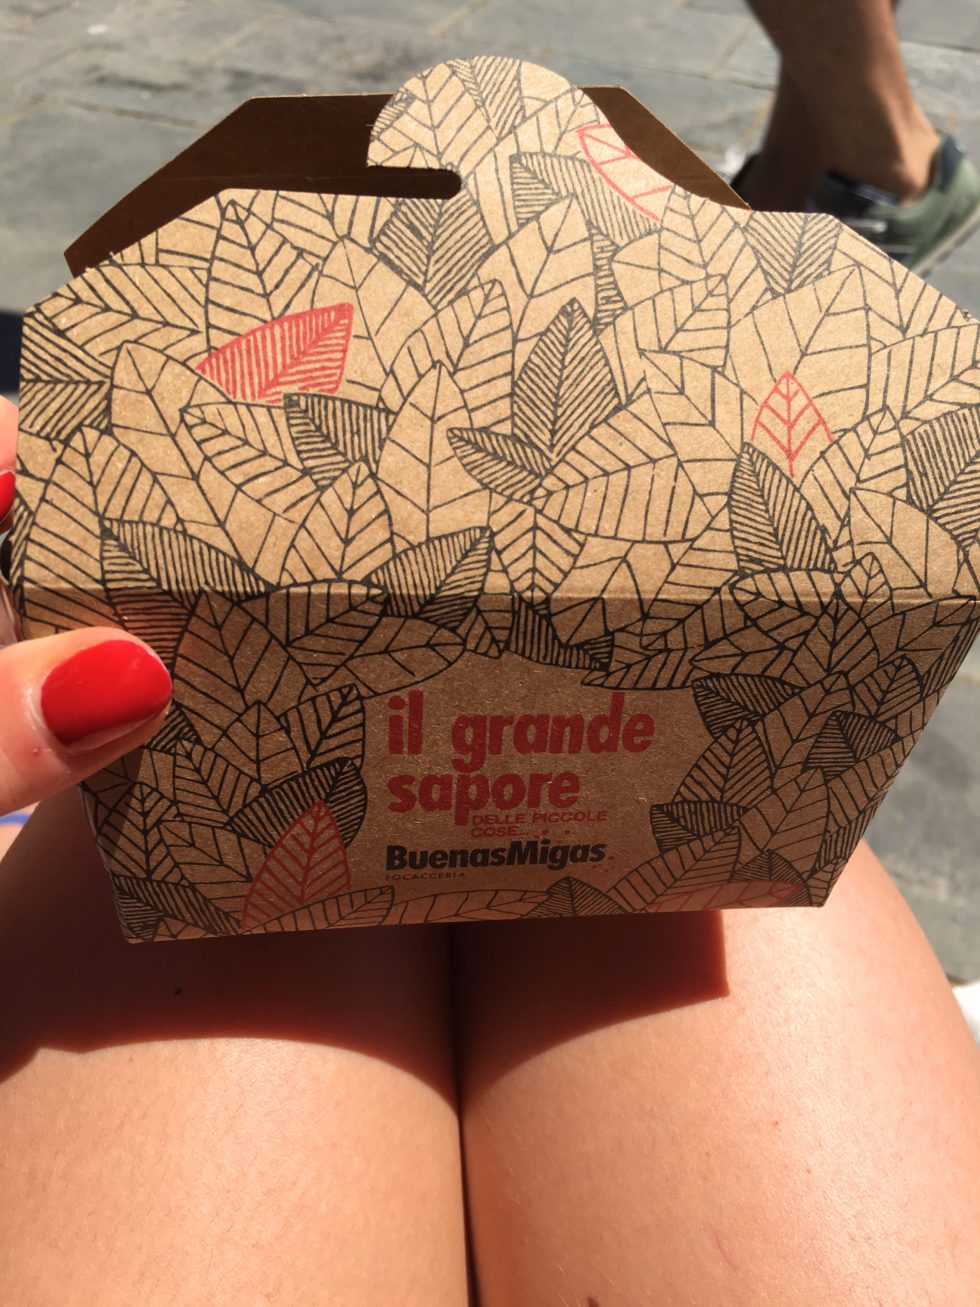 il grande
sapore
DELLE PICCOLE
COSE...
BuenasMigas
FOCACCERIA